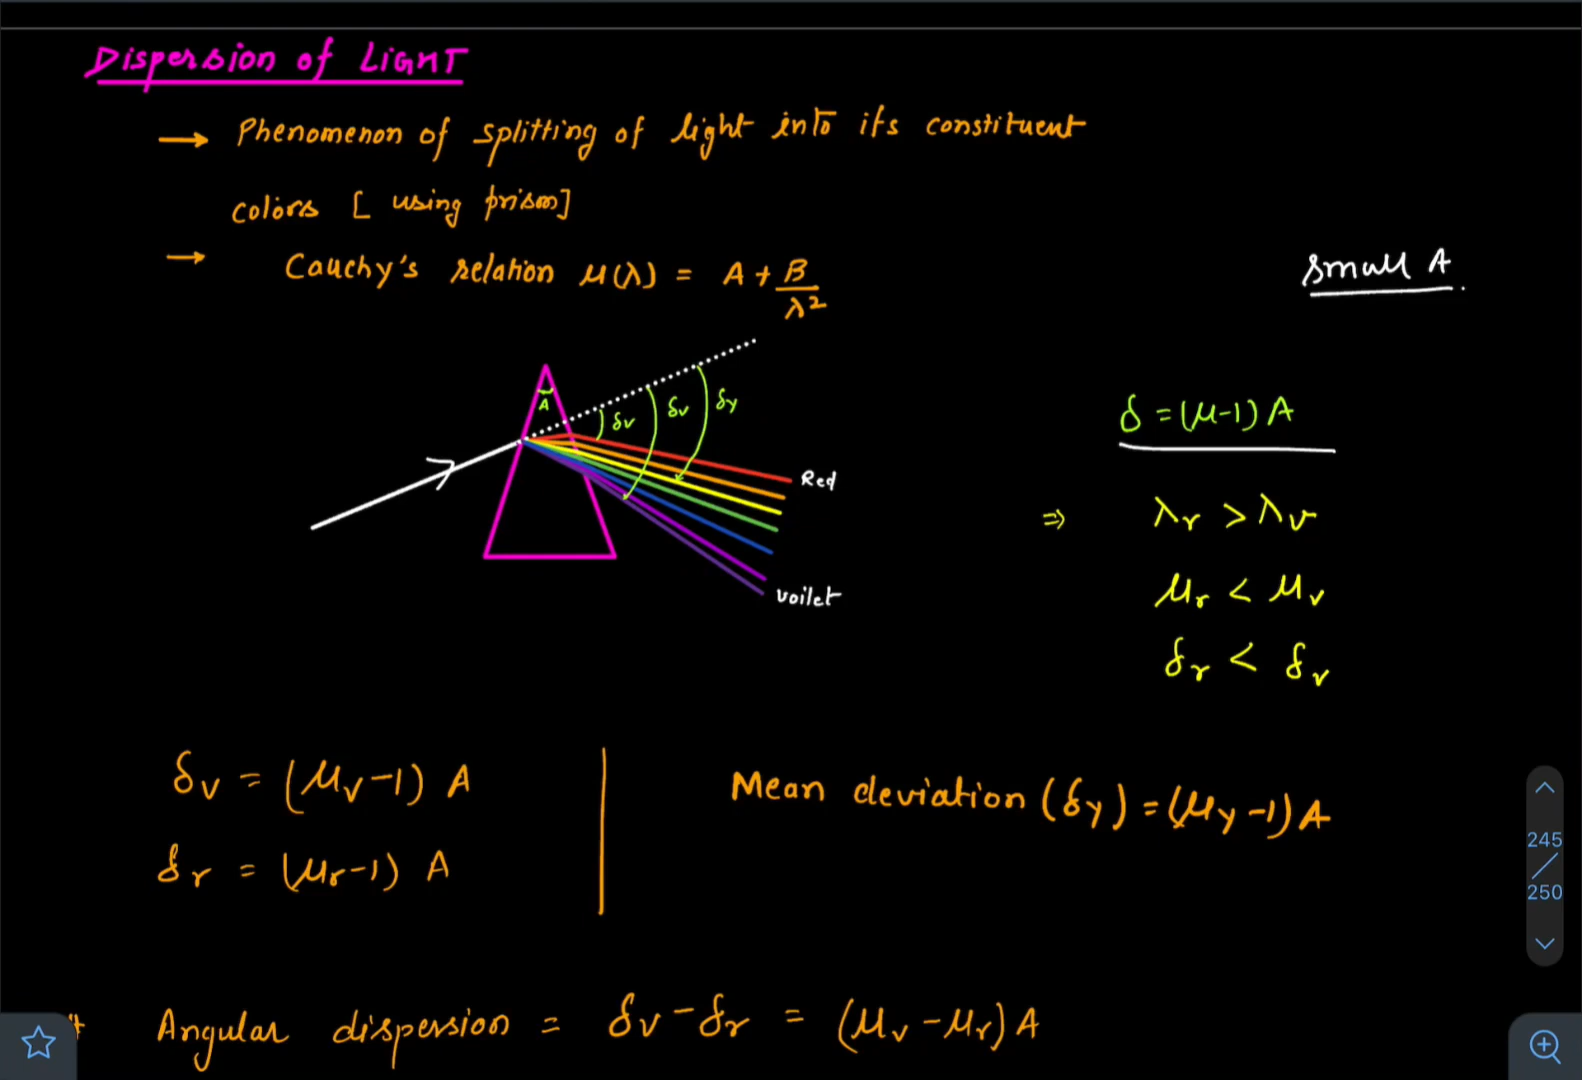 Dispersion of LIGHT
→ Phenomenon of splitting of light into its constituent
colors [ using prism]
→ Cauchy's relation μ(λ) = A + B/λ²
small A.
A
δv
δv
δy
Red
voilet
δ = (μ-1) A
⇒ λr > λv
μr < μv
δr < δv
δv = (μv-1) A
δr = (μr-1) A
Mean deviation (δy) = (μy-1) A
245
/
250
Angular dispersion = δv - δr = (μv - μr) A